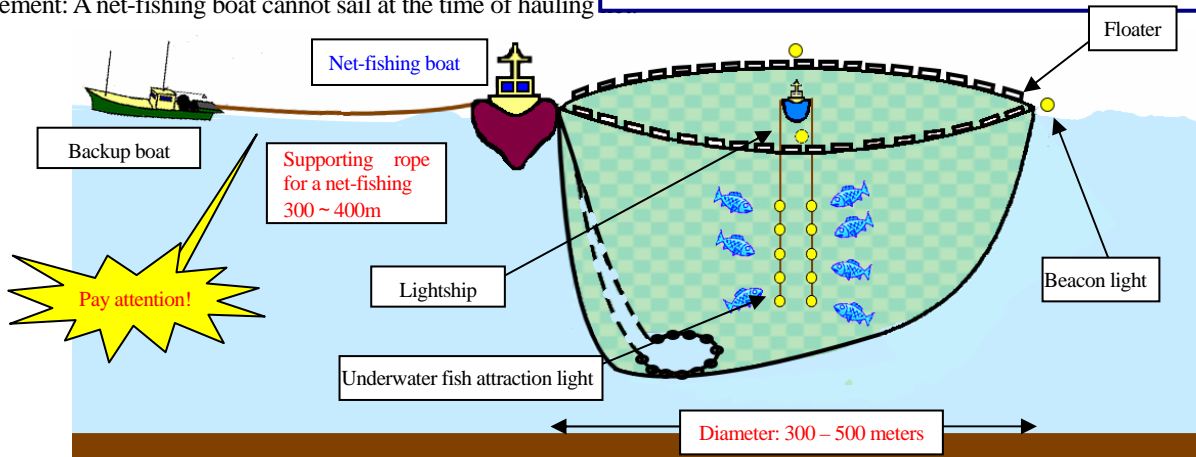 ement: A net-fishing boat cannot sail at the time of hauling
Floater
Net-fishing boat
Backup boat
Supporting rope
for a net-fishing
300 ~ 400m
Pay attention!
Lightship
Beacon light
Underwater fish attraction light
Diameter: 300 – 500 meters